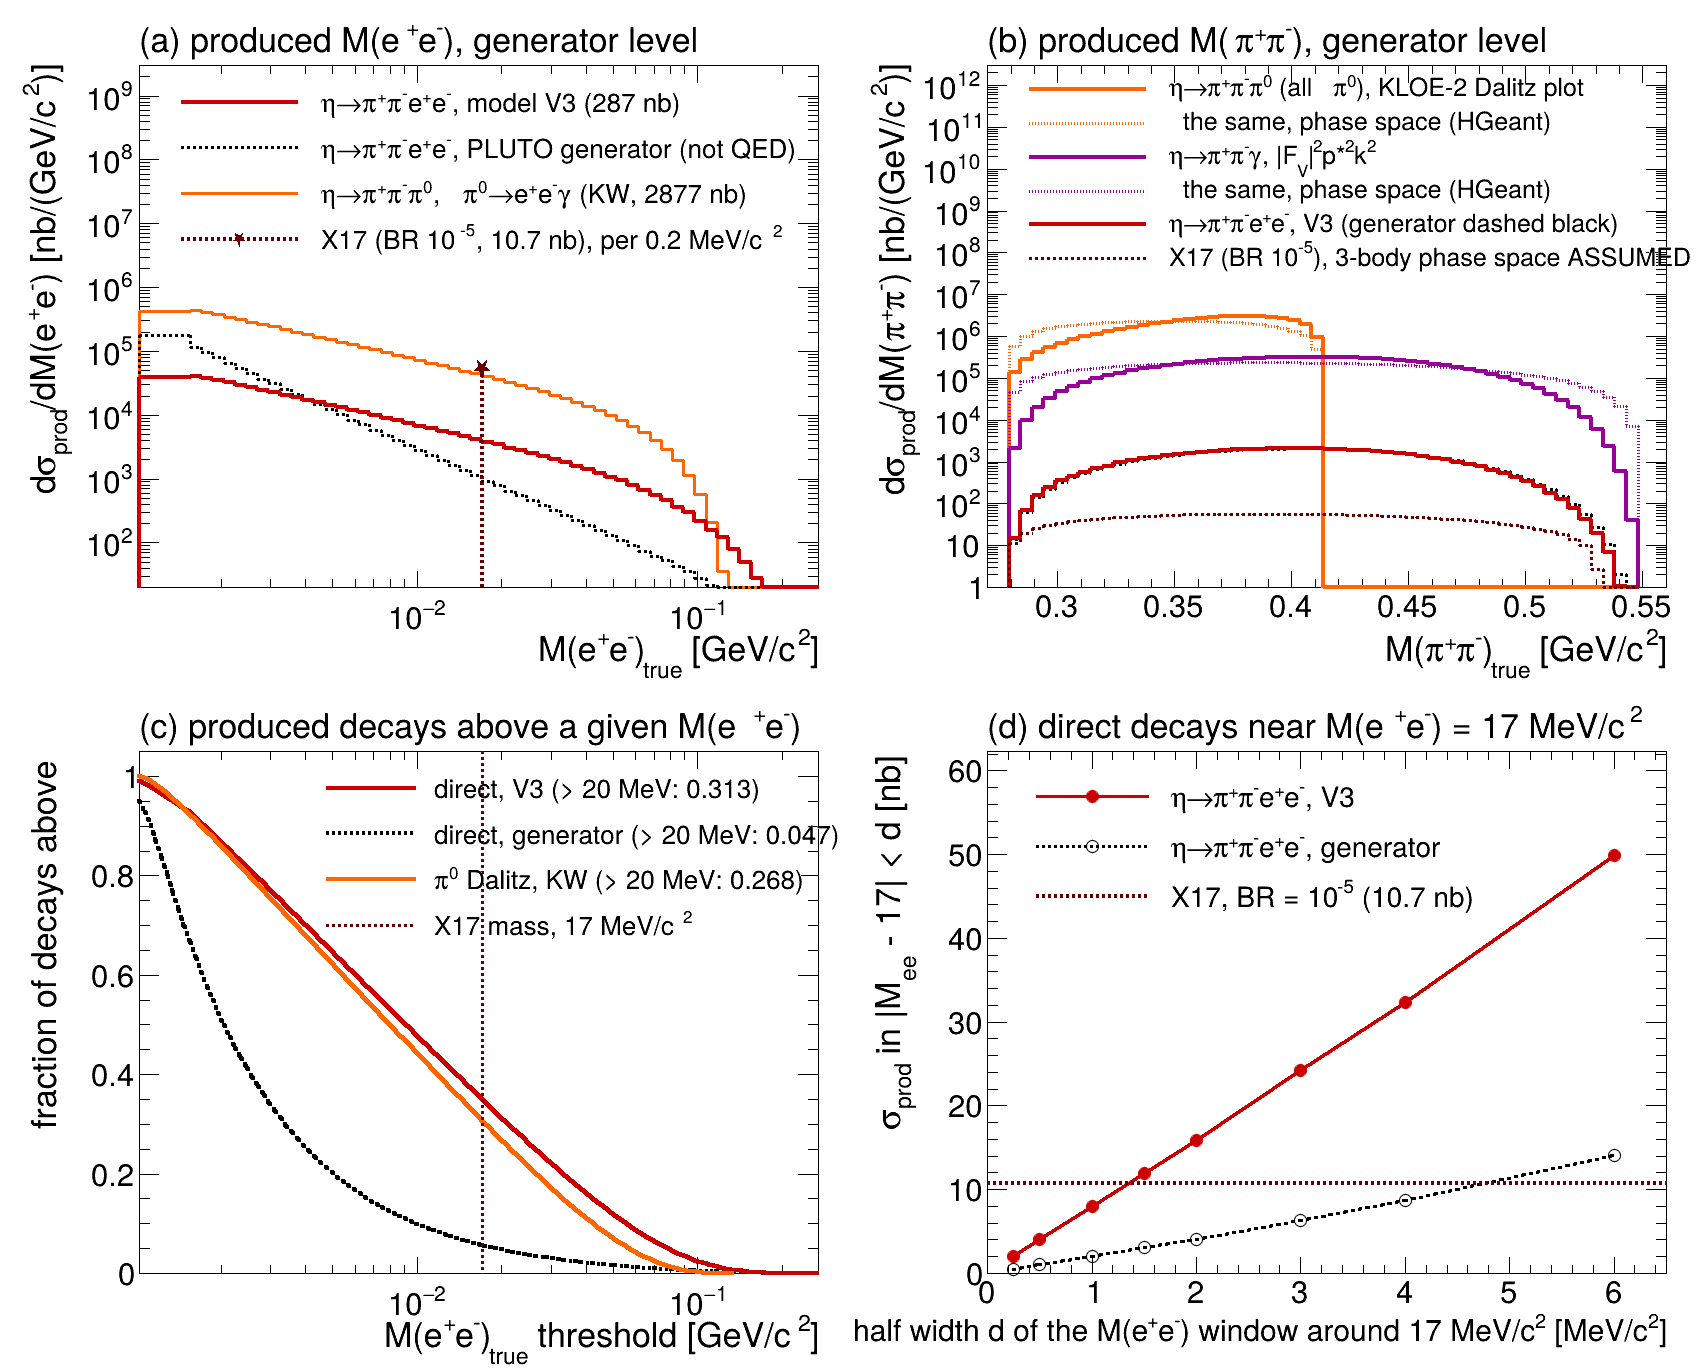 (a) produced M(e⁺e⁻), generator level
dσprod/dM(e⁺e⁻) [nb/(GeV/c²)]
η→π⁺π⁻e⁺e⁻, model V3 (287 nb)
η→π⁺π⁻e⁺e⁻, PLUTO generator (not QED)
η→π⁺π⁻π⁰, π⁰→e⁺e⁻γ (KW, 2877 nb)
X17 (BR 10⁻⁵, 10.7 nb), per 0.2 MeV/c²
10⁹
10⁸
10⁷
10⁶
10⁵
10⁴
10³
10²
10⁻² 10⁻¹
M(e⁺e⁻)true [GeV/c²]
(b) produced M(π⁺π⁻), generator level
dσprod/dM(π⁺π⁻) [nb/(GeV/c²)]
η→π⁺π⁻π⁰ (all π⁰), KLOE-2 Dalitz plot
the same, phase space (HGeant)
η→π⁺π⁻γ, |F_V|²p*²k²
the same, phase space (HGeant)
η→π⁺π⁻e⁺e⁻, V3 (generator dashed black)
X17 (BR 10⁻⁵), 3-body phase space ASSUMED
10¹²
10¹¹
10¹⁰
10⁹
10⁸
10⁷
10⁶
10⁵
10⁴
10³
10²
10
1
0.3 0.35 0.4 0.45 0.5 0.55
M(π⁺π⁻)true [GeV/c²]
(c) produced decays above a given M(e⁺e⁻)
fraction of decays above
direct, V3 (> 20 MeV: 0.313)
direct, generator (> 20 MeV: 0.047)
π⁰ Dalitz, KW (> 20 MeV: 0.268)
X17 mass, 17 MeV/c²
1
0.8
0.6
0.4
0.2
0
10⁻² 10⁻¹
M(e⁺e⁻)true threshold [GeV/c²]
(d) direct decays near M(e⁺e⁻) = 17 MeV/c²
σprod in |Mee - 17| < d [nb]
η→π⁺π⁻e⁺e⁻, V3
η→π⁺π⁻e⁺e⁻, generator
X17, BR = 10⁻⁵ (10.7 nb)
60
50
40
30
20
10
0
0 1 2 3 4 5 6
half width d of the M(e⁺e⁻) window around 17 MeV/c² [MeV/c²]